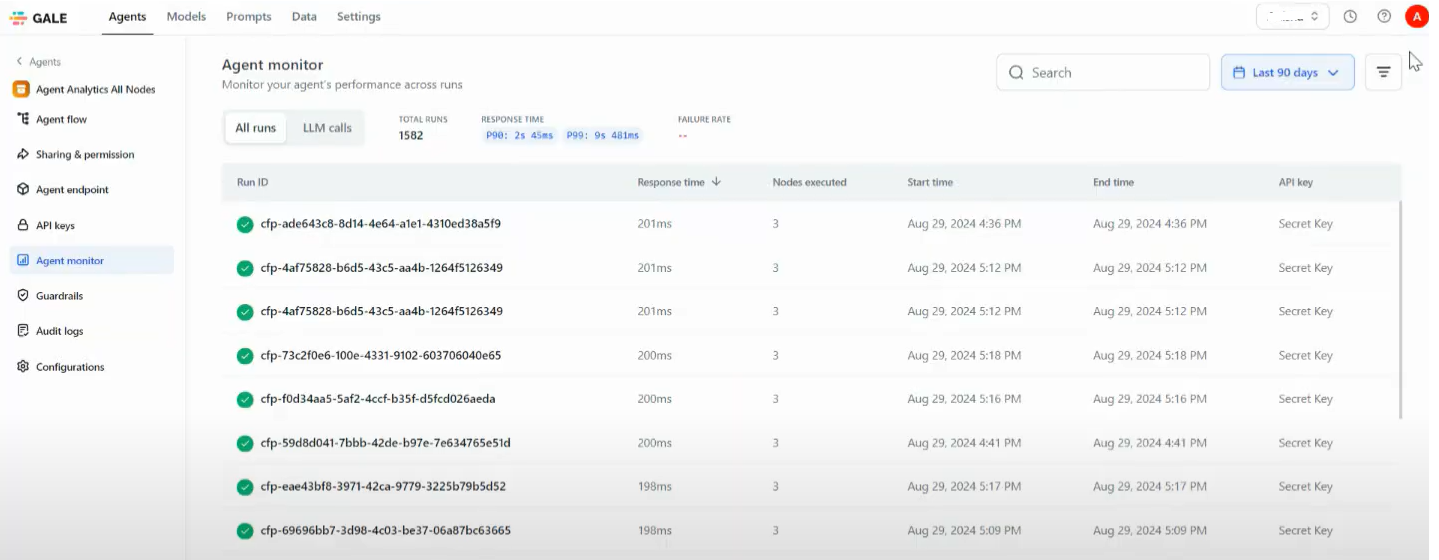 GALE Agents Models Prompts Data Settings A
Agents
Agent Analytics All Nodes
Agent flow
Sharing & permission
Agent endpoint
API keys
Agent monitor
Guardrails
Audit logs
Configurations
Agent monitor
Monitor your agent's performance across runs
Search
Last 90 days
All runs LLM calls
TOTAL RUNS
1582
RESPONSE TIME
P90: 2s 45ms P99: 9s 481ms
FAILURE RATE
--
Run ID Response time Nodes executed Start time End time API key
cfp-ade643c8-8d14-4e64-a1e1-4310ed38a5f9 201ms 3 Aug 29, 2024 4:36 PM Aug 29, 2024 4:36 PM Secret Key
cfp-4af75828-b6d5-43c5-aa4b-1264f5126349 201ms 3 Aug 29, 2024 5:12 PM Aug 29, 2024 5:12 PM Secret Key
cfp-4af75828-b6d5-43c5-aa4b-1264f5126349 201ms 3 Aug 29, 2024 5:12 PM Aug 29, 2024 5:12 PM Secret Key
cfp-73c2f0e6-100e-4331-9102-603706040e65 200ms 3 Aug 29, 2024 5:18 PM Aug 29, 2024 5:18 PM Secret Key
cfp-f0d34aa5-5af2-4ccf-b35f-d5fcd026aeda 200ms 3 Aug 29, 2024 5:16 PM Aug 29, 2024 5:16 PM Secret Key
cfp-59d8d041-7bbb-42de-b97e-7e634765e51d 200ms 3 Aug 29, 2024 4:41 PM Aug 29, 2024 4:41 PM Secret Key
cfp-eae43bf8-3971-42ca-9779-3225b79b5d52 198ms 3 Aug 29, 2024 5:17 PM Aug 29, 2024 5:17 PM Secret Key
cfp-69696bb7-3d98-4c03-be37-06a87bc63665 198ms 3 Aug 29, 2024 5:09 PM Aug 29, 2024 5:09 PM Secret Key